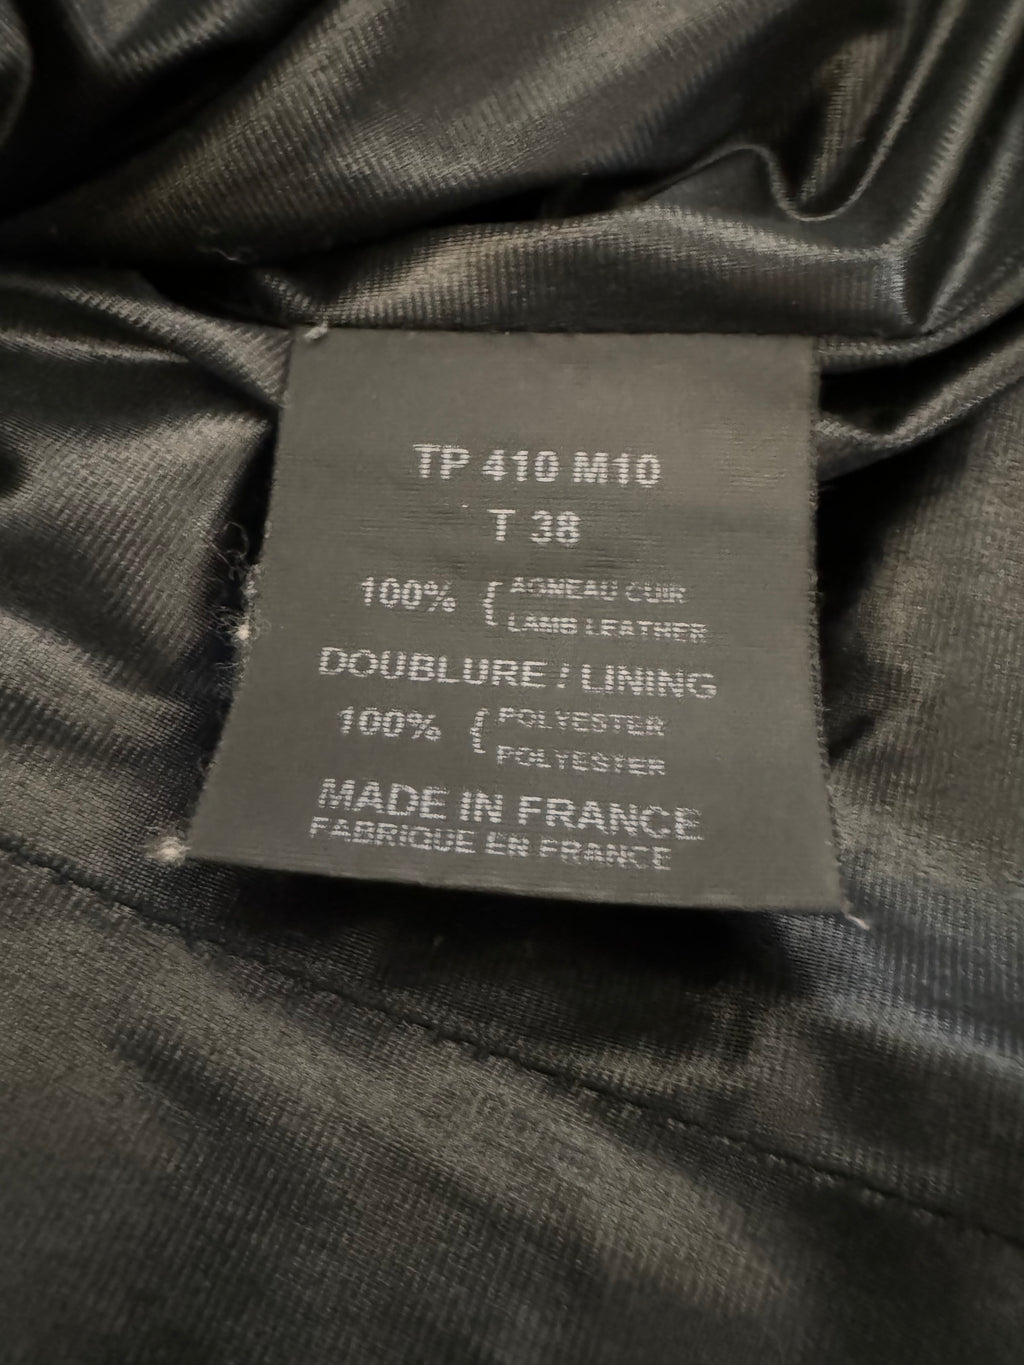 TP 410 M10
T 38
100% { AGNEAU CUIR
LAMB LEATHER
DOUBLURE / LINING
100% { POLYESTER
POLYESTER
MADE IN FRANCE
FABRIQUE EN FRANCE